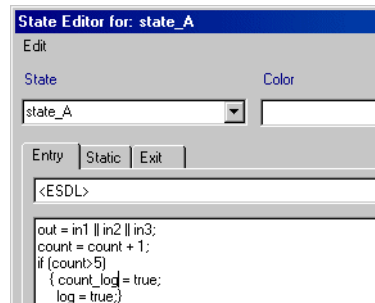 State Editor for: state_A
Edit
State Color
state_A
Entry Static Exit
<ESDL>
out = in1 || in2 || in3;
count = count + 1;
if (count>5)
{ count_log = true;
log = true;}